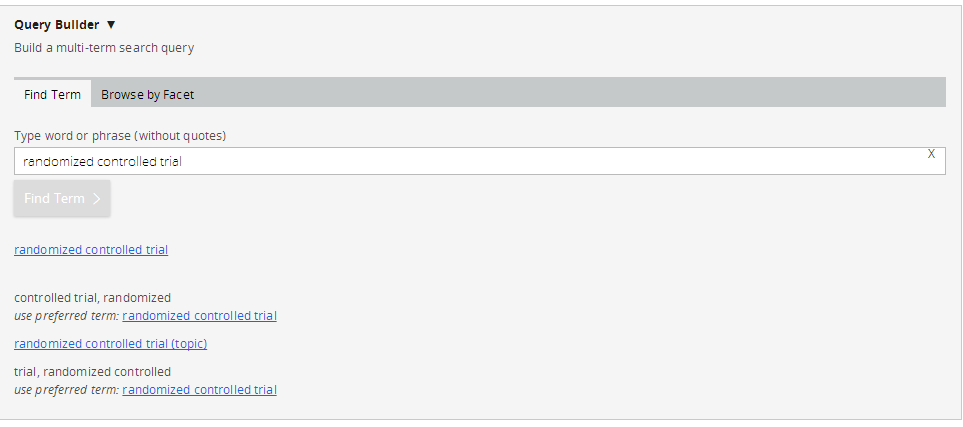 Query Builder ▼
Build a multi-term search query
Find Term Browse by Facet
Type word or phrase (without quotes)
randomized controlled trial X
Find Term >
randomized controlled trial
controlled trial, randomized
use preferred term: randomized controlled trial
randomized controlled trial (topic)
trial, randomized controlled
use preferred term: randomized controlled trial